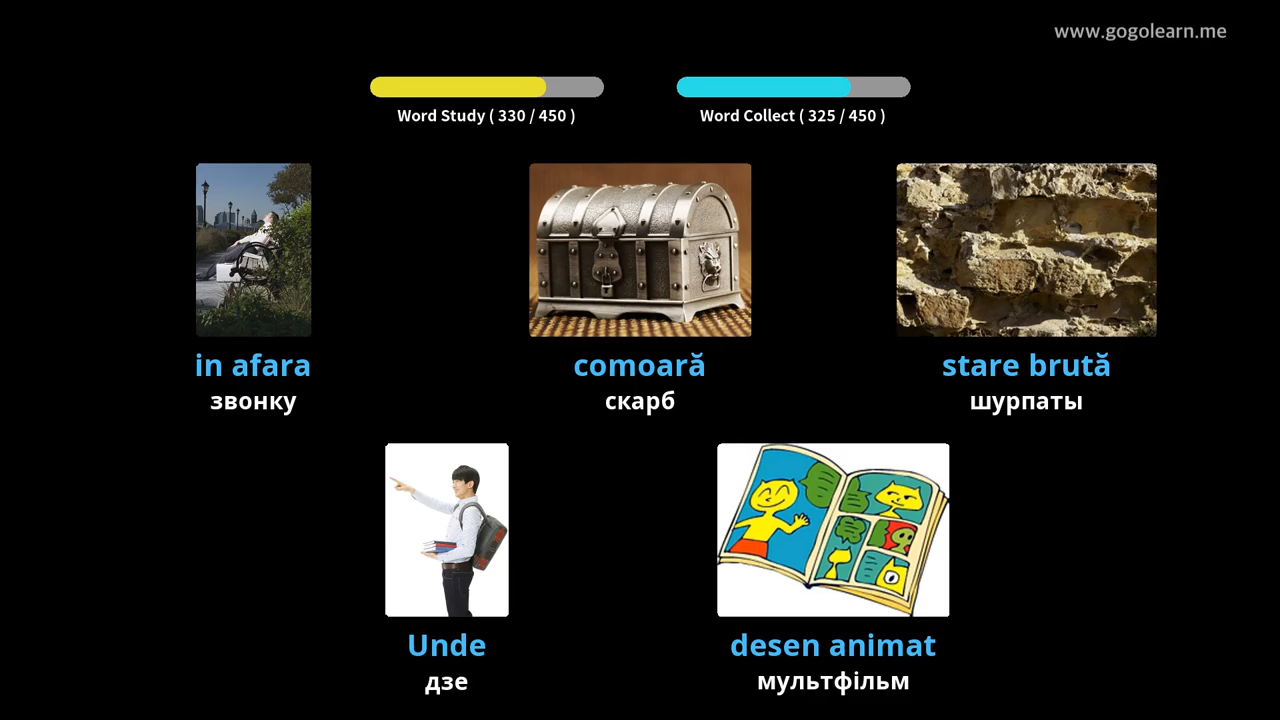 www.gogolearn.me
Word Study ( 330 / 450 )
Word Collect ( 325 / 450 )
in afara
звонку
comoară
скарб
stare brută
шурпаты
Unde
дзе
desen animat
мультфільм